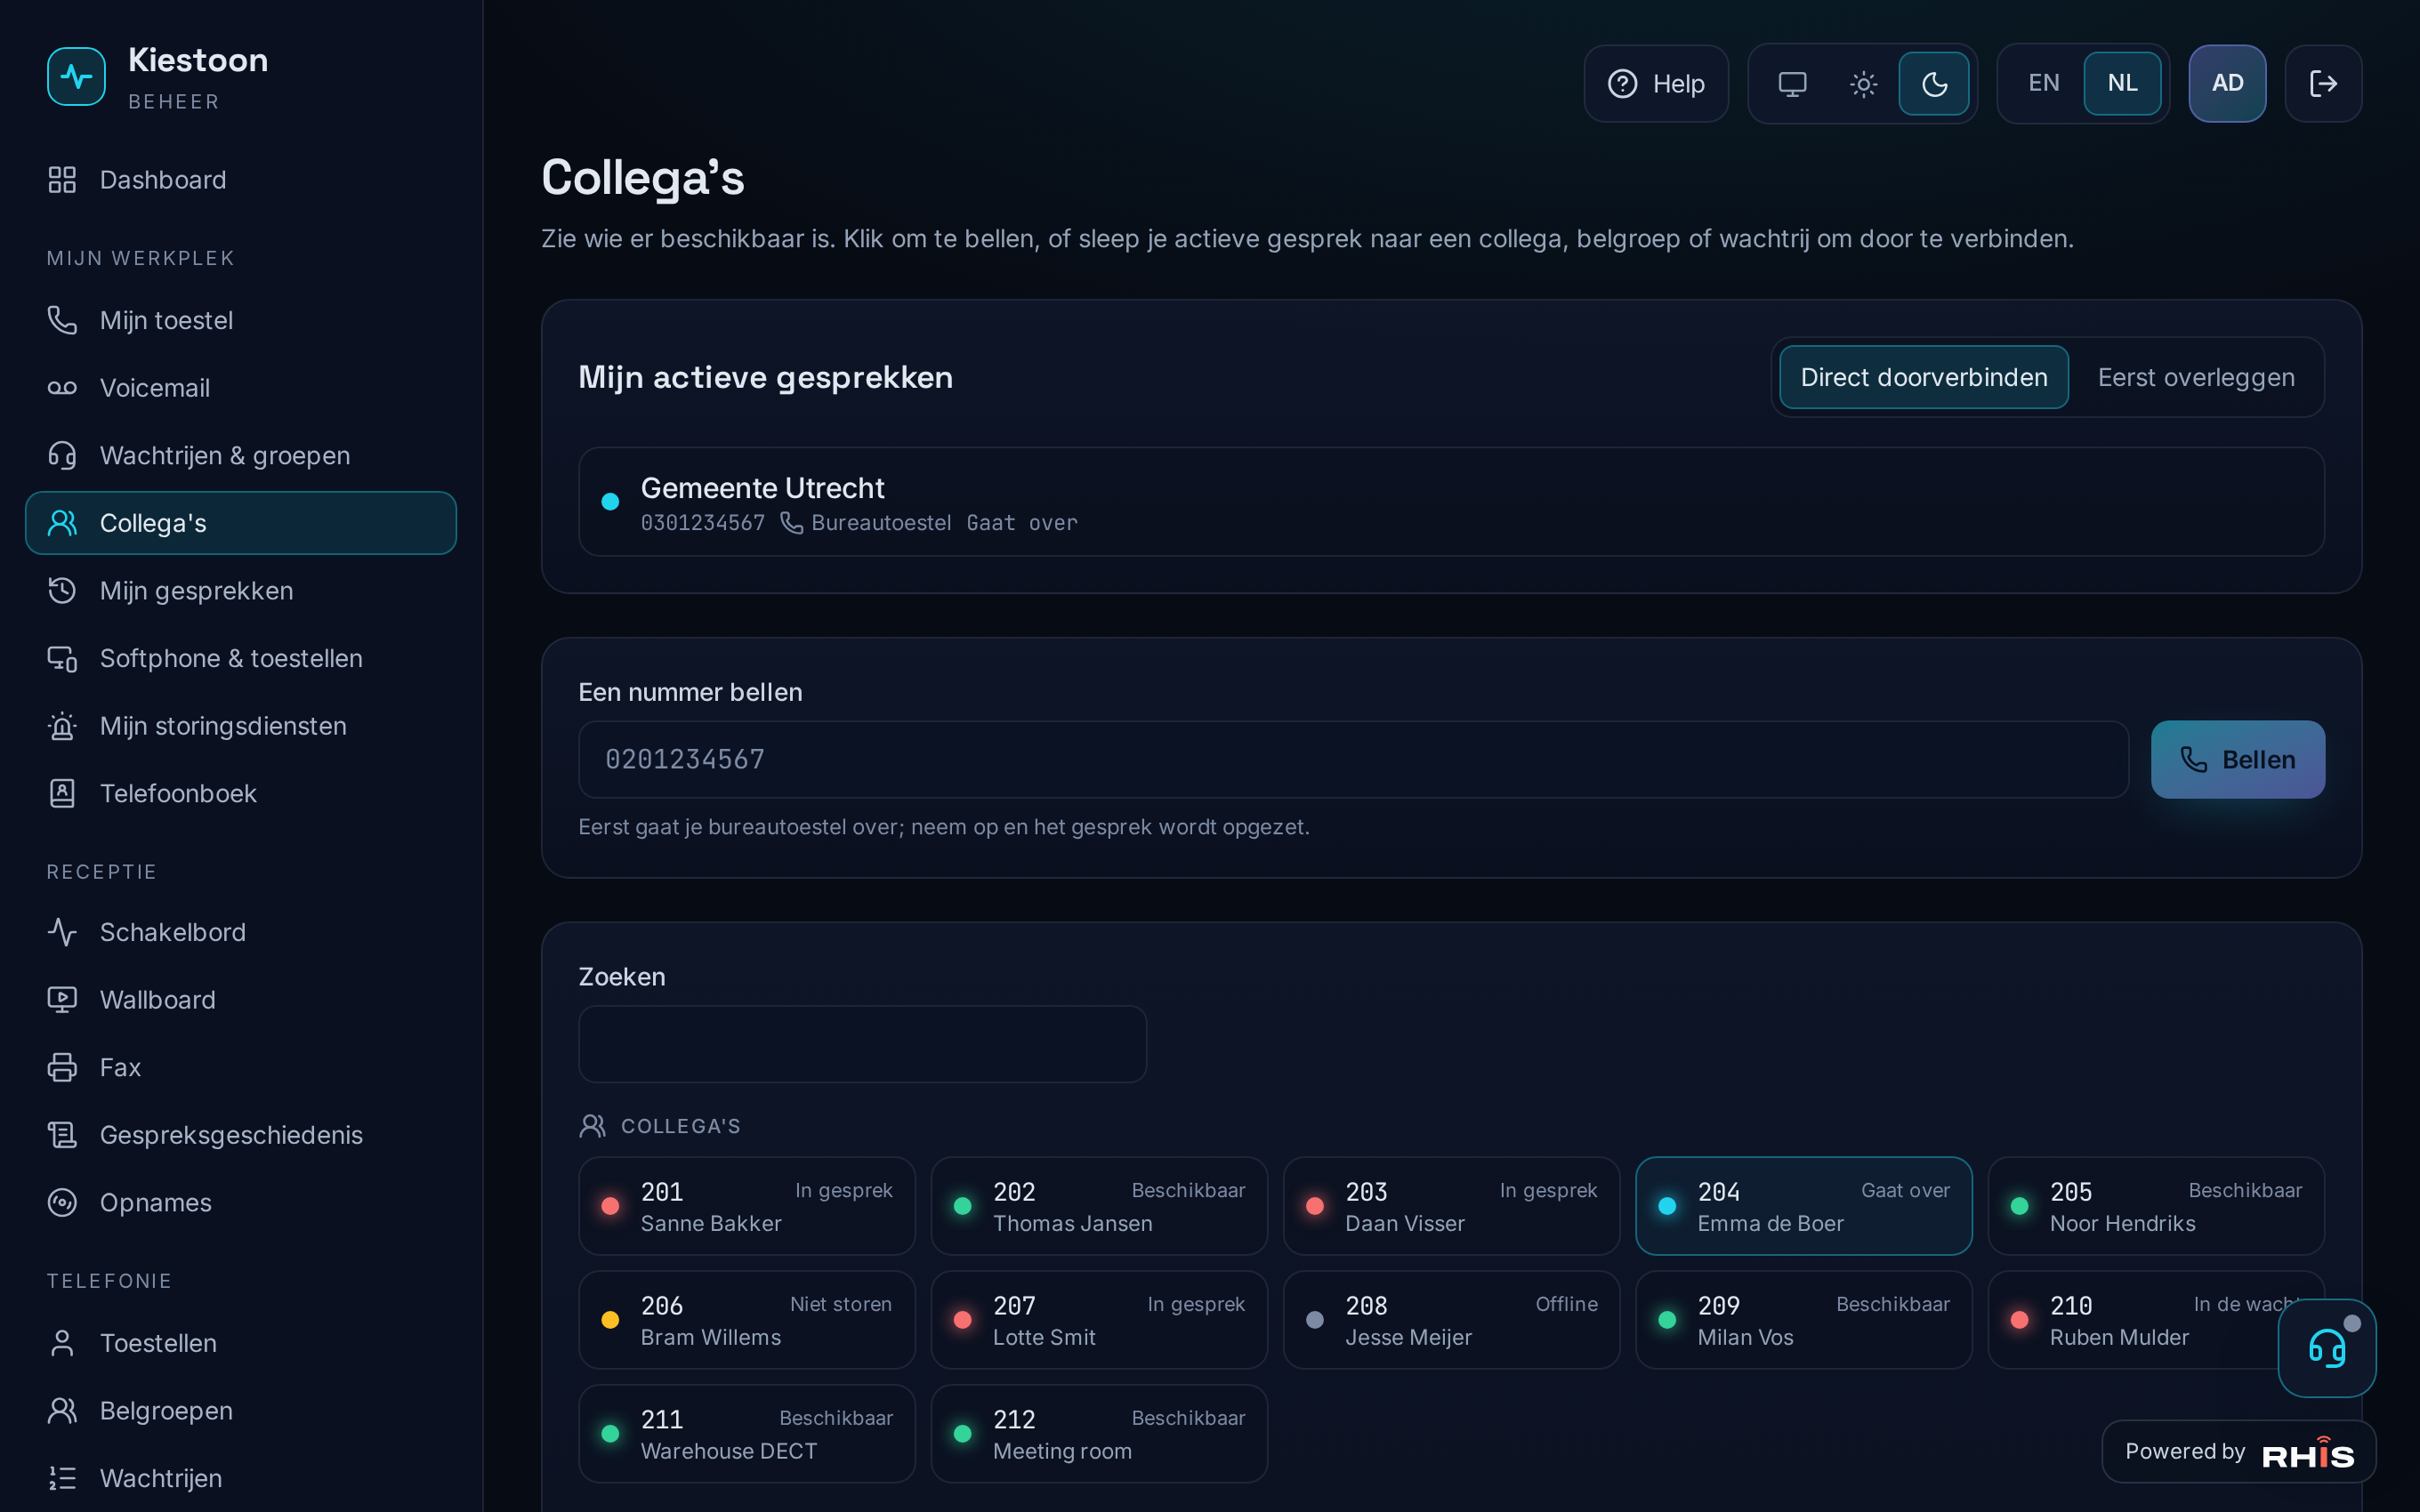 Kiestoon
BEHEER
Dashboard
MIJN WERKPLEK
Mijn toestel
Voicemail
Wachtrijen & groepen
Collega's
Mijn gesprekken
Softphone & toestellen
Mijn storingsdiensten
Telefoonboek
RECEPTIE
Schakelbord
Wallboard
Fax
Gespreksgeschiedenis
Opnames
TELEFONIE
Toestellen
Belgroepen
Wachtrijen
Help
EN NL
AD
Collega’s
Zie wie er beschikbaar is. Klik om te bellen, of sleep je actieve gesprek naar een collega, belgroep of wachtrij om door te verbinden.
Mijn actieve gesprekken
Direct doorverbinden Eerst overleggen
Gemeente Utrecht
0301234567 Bureautoestel Gaat over
Een nummer bellen
0201234567
Bellen
Eerst gaat je bureautoestel over; neem op en het gesprek wordt opgezet.
Zoeken
COLLEGA'S
201 In gesprek
Sanne Bakker
202 Beschikbaar
Thomas Jansen
203 In gesprek
Daan Visser
204 Gaat over
Emma de Boer
205 Beschikbaar
Noor Hendriks
206 Niet storen
Bram Willems
207 In gesprek
Lotte Smit
208 Offline
Jesse Meijer
209 Beschikbaar
Milan Vos
210 In de
Ruben Mulder
211 Beschikbaar
Warehouse DECT
212 Beschikbaar
Meeting room
Powered by RHIS